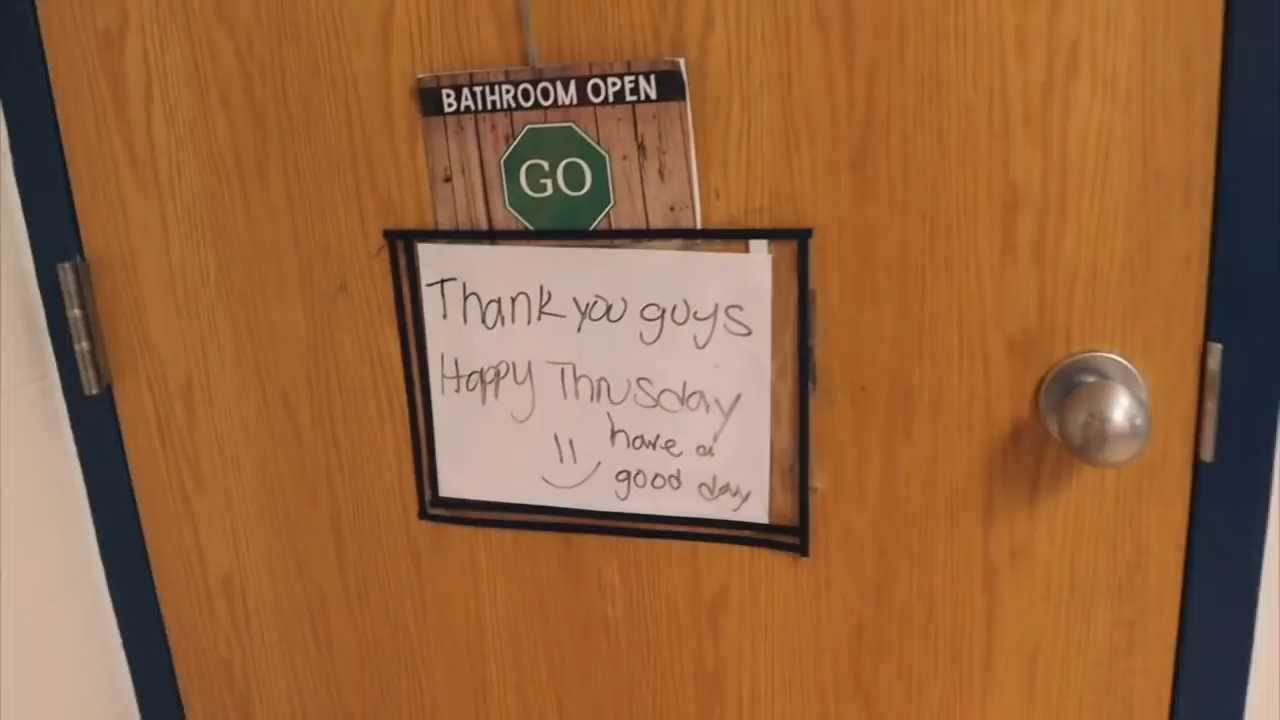 BATHROOM OPEN
GO
Thank you guys
Happy Thrusday
have a
good day